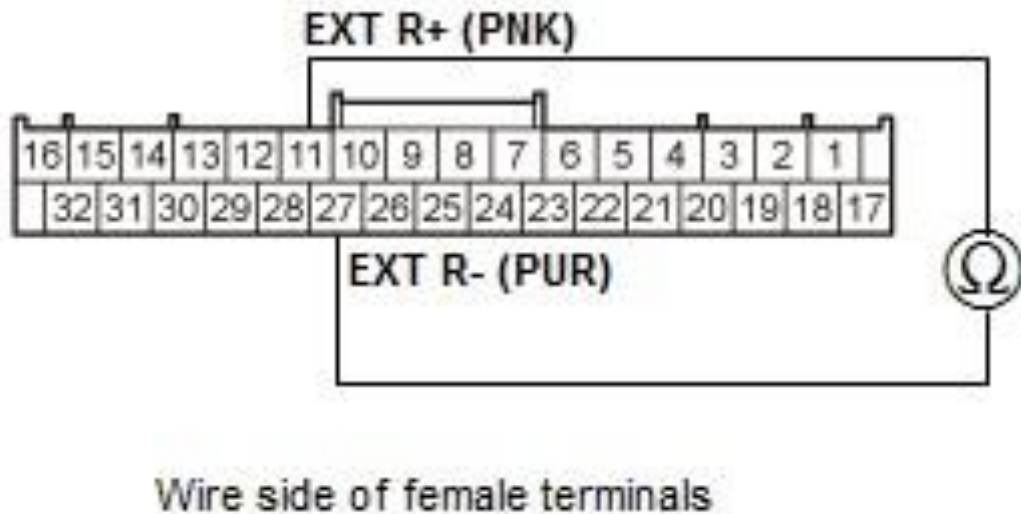 EXT R+ (PNK)
16 15 14 13 12 11 10 9 8 7 6 5 4 3 2 1
32 31 30 29 28 27 26 25 24 23 22 21 20 19 18 17
EXT R- (PUR)
Ω
Wire side of female terminals